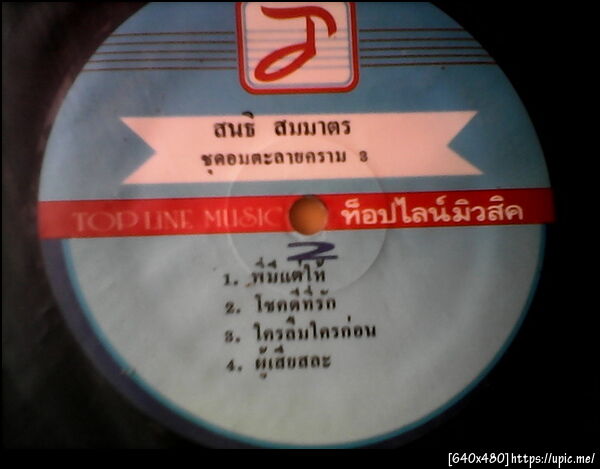 สนธิ สมมาตร
ชุดอมตะลายคราม 3
TOP LINE MUSIC ท็อปไลน์มิวสิค
2
1. พี่มีแต่ให้
2. โชคดีที่รัก
3. ใครลืมใครก่อน
4. ผู้เสียสละ
[640x480]https://upic.me/